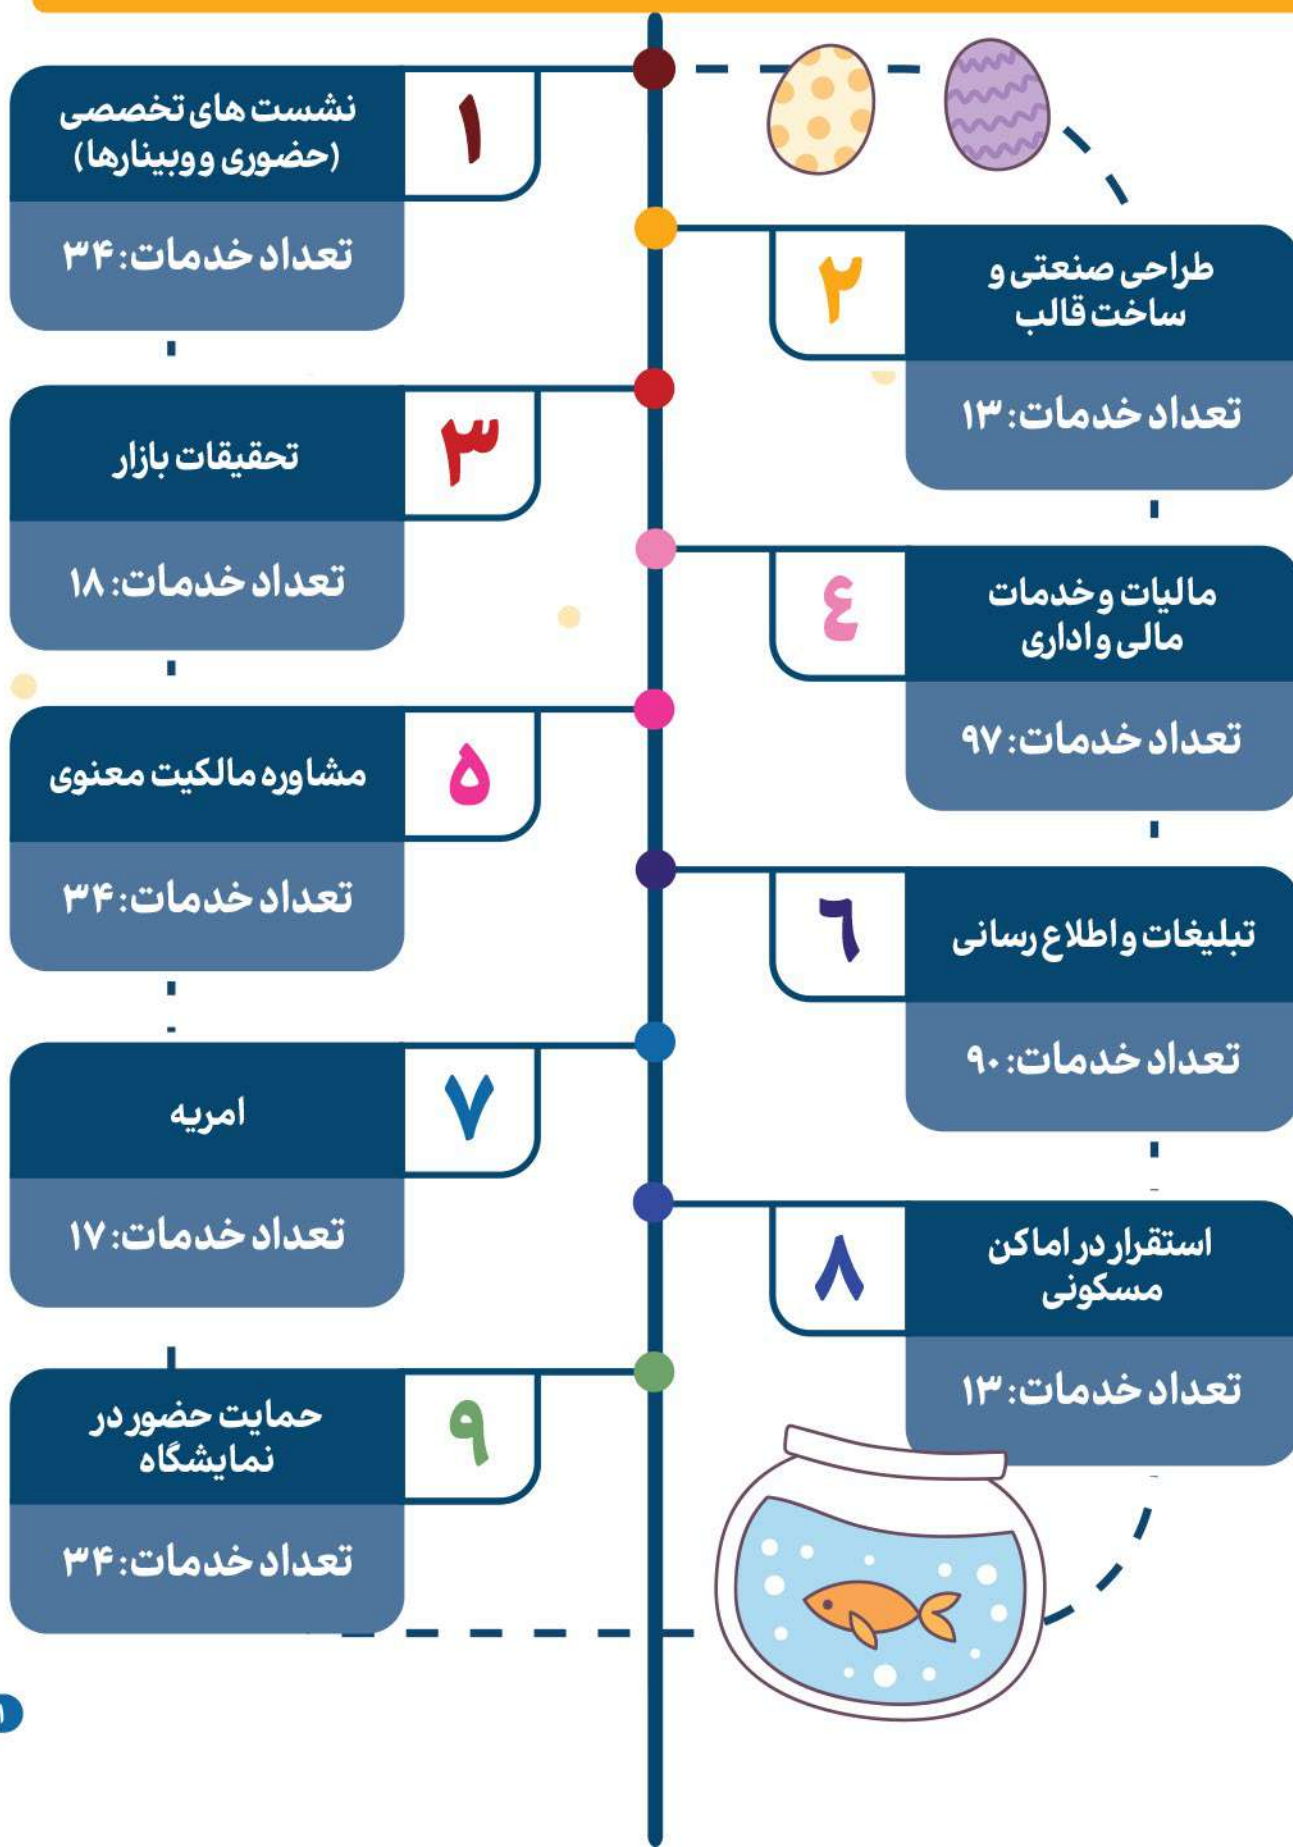 ۱
نشست های تخصصی
(حضوری و وبینارها)
تعداد خدمات: ۳۴
۲
طراحی صنعتی و
ساخت قالب
تعداد خدمات: ۱۳
۳
تحقیقات بازار
تعداد خدمات: ۱۸
٤
مالیات و خدمات
مالی و اداری
تعداد خدمات: ۹۷
۵
مشاوره مالکیت معنوی
تعداد خدمات: ۳۴
٦
تبلیغات و اطلاع رسانی
تعداد خدمات: ۹۰
۷
امریه
تعداد خدمات: ۱۷
۸
استقرار در اماکن
مسکونی
تعداد خدمات: ۱۳
۹
حمایت حضور در
نمایشگاه
تعداد خدمات: ۳۴